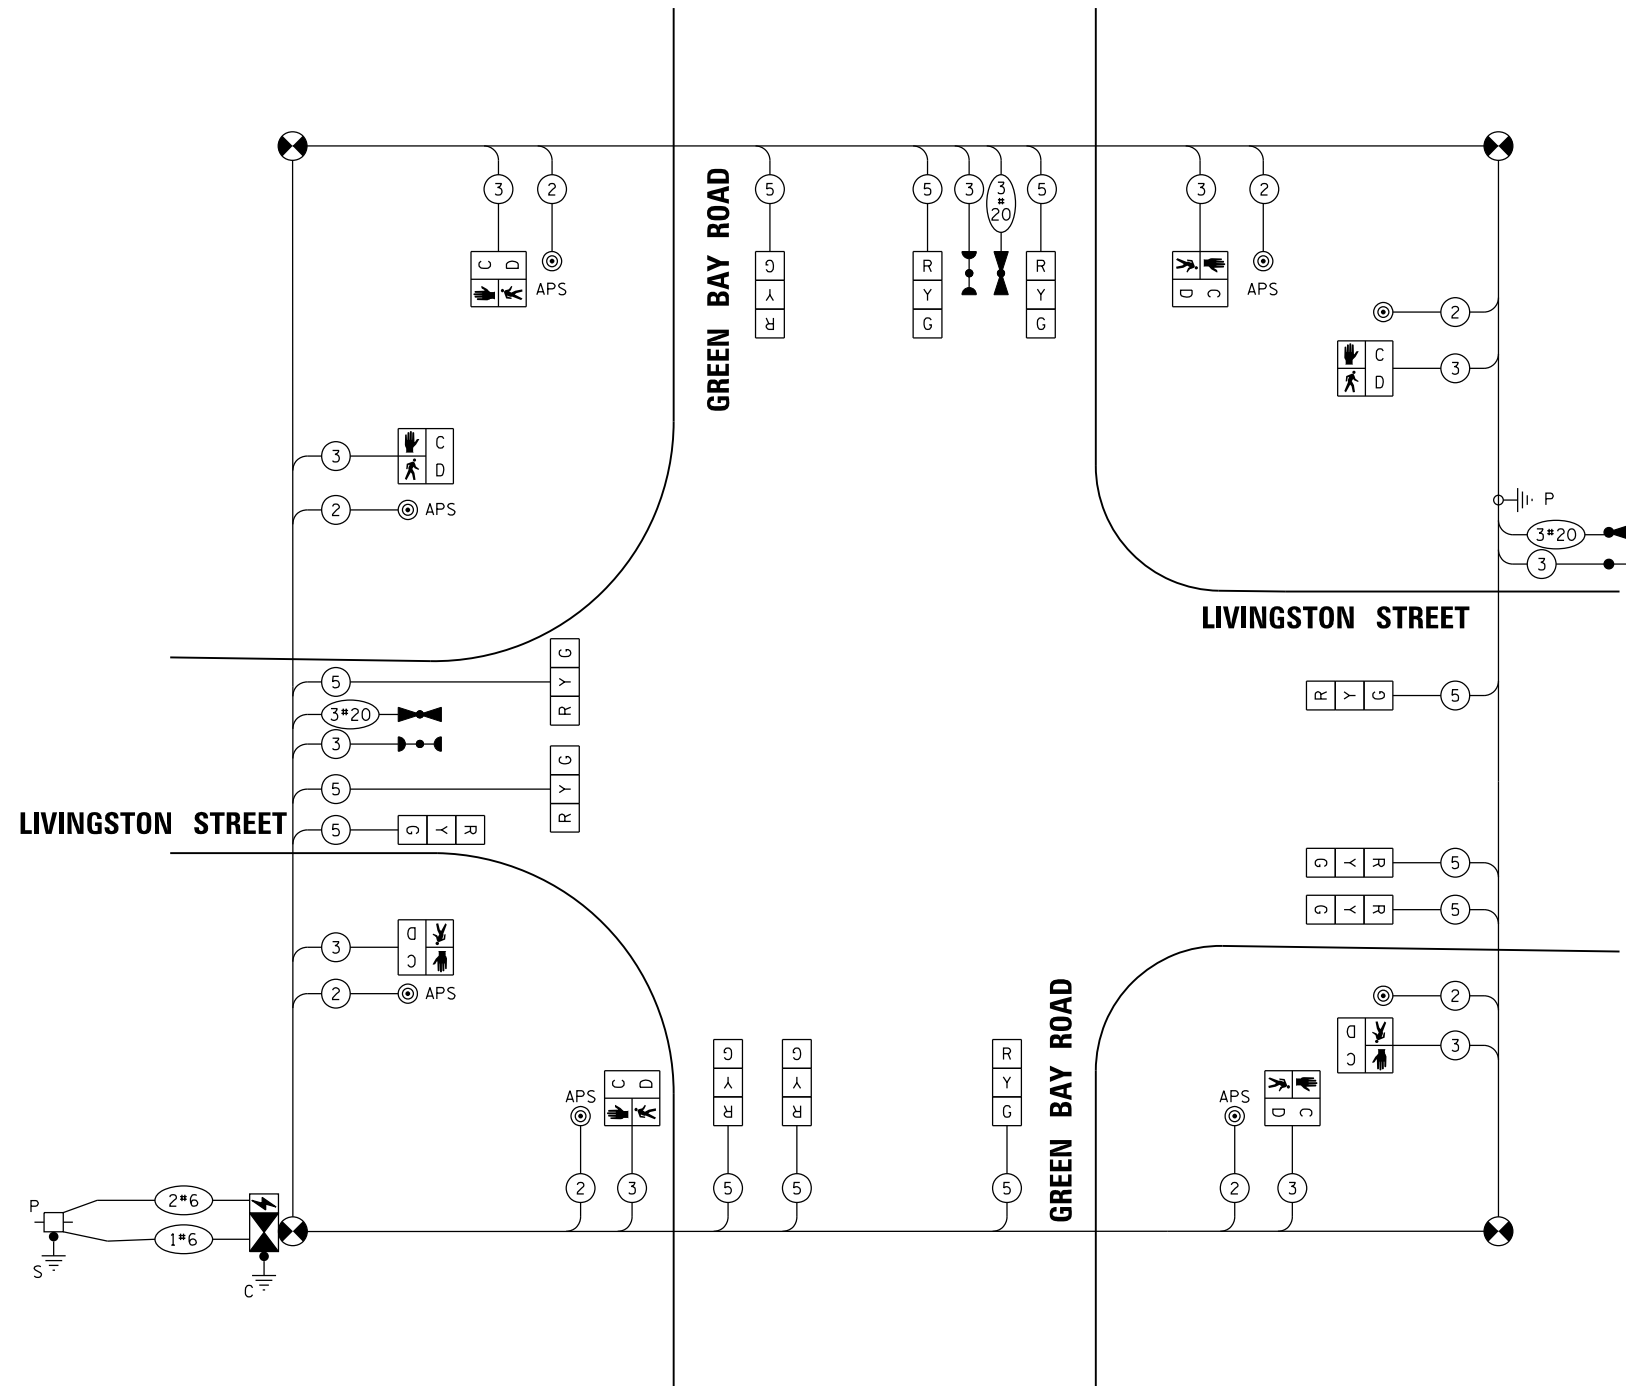 3 2 5 5 3 3 # 20 5 3 2
C D
APS
G Y R
R Y G
R Y G
D C
APS
GREEN BAY ROAD
2
3 C D
3 C D
2 APS
P
3#20
3
LIVINGSTON STREET
5 R Y G
3#20
3
5 R Y G
LIVINGSTON STREET
5 G Y R
R Y G 5
G Y R 5
G Y R 5
3 D C
2 APS
2
D C 3
GREEN BAY ROAD
APS
C D
G Y R
G Y R
R Y G
APS
D C
2 3 5 5 5 2 3
P 2#6
1#6
S
C